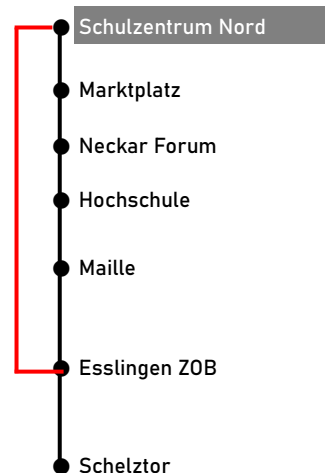 Schulzentrum Nord
Marktplatz
Neckar Forum
Hochschule
Maille
Esslingen ZOB
Schelztor